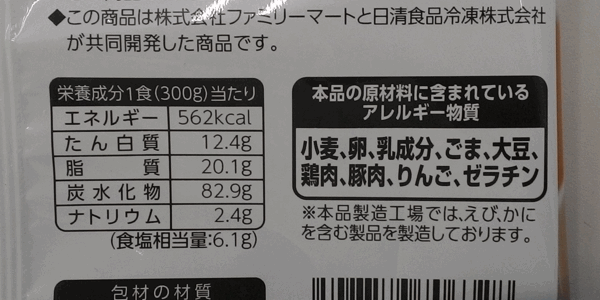 ◆この商品は株式会社ファミリーマートと日清食品冷凍株式会社
が共同開発した商品です。
栄養成分1食(300g)当たり
エネルギー 562kcal
たん白質 12.4g
脂質 20.1g
炭水化物 82.9g
ナトリウム 2.4g
(食塩相当量:6.1g)
本品の原材料に含まれている
アレルギー物質
小麦、卵、乳成分、ごま、大豆、
鶏肉、豚肉、りんご、ゼラチン
※本品製造工場では、えび、かに
を含む製品を製造しております。
包材の材質